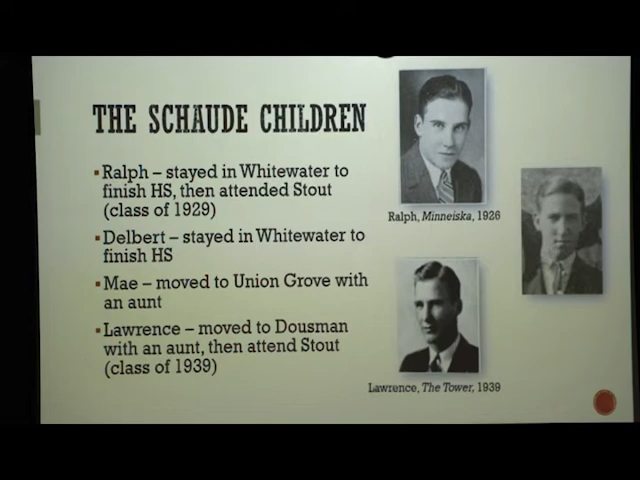 THE SCHAUDE CHILDREN
▪Ralph – stayed in Whitewater to
finish HS, then attended Stout
(class of 1929)
▪Delbert – stayed in Whitewater to
finish HS
▪Mae – moved to Union Grove with
an aunt
▪Lawrence – moved to Dousman
with an aunt, then attend Stout
(class of 1939)
Ralph, Minneiska, 1926
Lawrence, The Tower, 1939